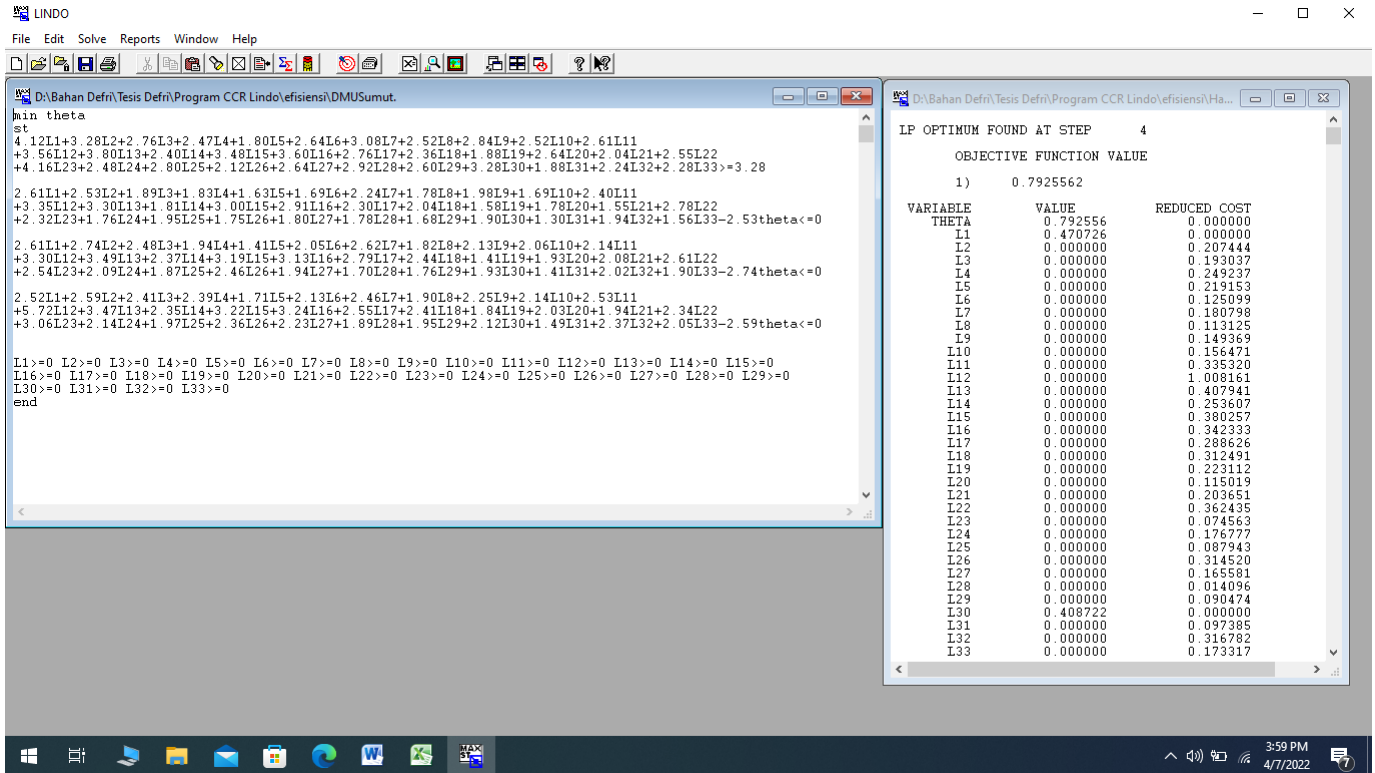 LINDO
File Edit Solve Reports Window Help
D:\Bahan Defri\Tesis Defri\Program CCR Lindo\efisiensi\DMUSumut.
min theta
st
4.12L1+3.28L2+2.76L3+2.47L4+1.80L5+2.64L6+3.08L7+2.52L8+2.84L9+2.52L10+2.61L11
+3.56L12+3.80L13+2.40L14+3.48L15+3.60L16+2.76L17+2.36L18+1.88L19+2.64L20+2.04L21+2.55L22
+4.16L23+2.48L24+2.80L25+2.12L26+2.64L27+2.92L28+2.60L29+3.28L30+1.88L31+2.24L32+2.28L33>=3.28
2.61L1+2.53L2+1.89L3+1.83L4+1.63L5+1.69L6+2.24L7+1.78L8+1.98L9+1.69L10+2.40L11
+3.35L12+3.30L13+1.81L14+3.00L15+2.91L16+2.30L17+2.04L18+1.58L19+1.78L20+1.55L21+2.78L22
+2.32L23+1.76L24+1.95L25+1.75L26+1.80L27+1.78L28+1.68L29+1.90L30+1.30L31+1.94L32+1.56L33-2.53theta<=0
2.61L1+2.74L2+2.48L3+1.94L4+1.41L5+2.05L6+2.62L7+1.82L8+2.13L9+2.06L10+2.14L11
+3.30L12+3.49L13+2.37L14+3.19L15+3.13L16+2.79L17+2.44L18+1.41L19+1.93L20+2.08L21+2.61L22
+2.54L23+2.09L24+1.87L25+2.46L26+1.94L27+1.70L28+1.76L29+1.93L30+1.41L31+2.02L32+1.90L33-2.74theta<=0
2.52L1+2.59L2+2.41L3+2.39L4+1.71L5+2.13L6+2.46L7+1.90L8+2.25L9+2.14L10+2.53L11
+5.72L12+3.47L13+2.35L14+3.22L15+3.24L16+2.55L17+2.41L18+1.84L19+2.03L20+1.94L21+2.34L22
+3.06L23+2.14L24+1.97L25+2.36L26+2.23L27+1.89L28+1.95L29+2.12L30+1.49L31+2.37L32+2.05L33-2.59theta<=0
L1>=0 L2>=0 L3>=0 L4>=0 L5>=0 L6>=0 L7>=0 L8>=0 L9>=0 L10>=0 L11>=0 L12>=0 L13>=0 L14>=0 L15>=0
L16>=0 L17>=0 L18>=0 L19>=0 L20>=0 L21>=0 L22>=0 L23>=0 L24>=0 L25>=0 L26>=0 L27>=0 L28>=0 L29>=0
L30>=0 L31>=0 L32>=0 L33>=0
end
D:\Bahan Defri\Tesis Defri\Program CCR Lindo\efisiensi\Ha...
LP OPTIMUM FOUND AT STEP 4
OBJECTIVE FUNCTION VALUE
1) 0.7925562
VARIABLE VALUE REDUCED COST
THETA 0.792556 0.000000
L1 0.470726 0.000000
L2 0.000000 0.207444
L3 0.000000 0.193037
L4 0.000000 0.249237
L5 0.000000 0.219153
L6 0.000000 0.125099
L7 0.000000 0.180798
L8 0.000000 0.113125
L9 0.000000 0.149369
L10 0.000000 0.156471
L11 0.000000 0.335320
L12 0.000000 1.008161
L13 0.000000 0.407941
L14 0.000000 0.253607
L15 0.000000 0.380257
L16 0.000000 0.342333
L17 0.000000 0.288626
L18 0.000000 0.312491
L19 0.000000 0.223112
L20 0.000000 0.115019
L21 0.000000 0.203651
L22 0.000000 0.362435
L23 0.000000 0.074563
L24 0.000000 0.176777
L25 0.000000 0.087943
L26 0.000000 0.314520
L27 0.000000 0.165581
L28 0.000000 0.014096
L29 0.000000 0.090474
L30 0.408722 0.000000
L31 0.000000 0.097385
L32 0.000000 0.316782
L33 0.000000 0.173317
3:59 PM
4/7/2022
7